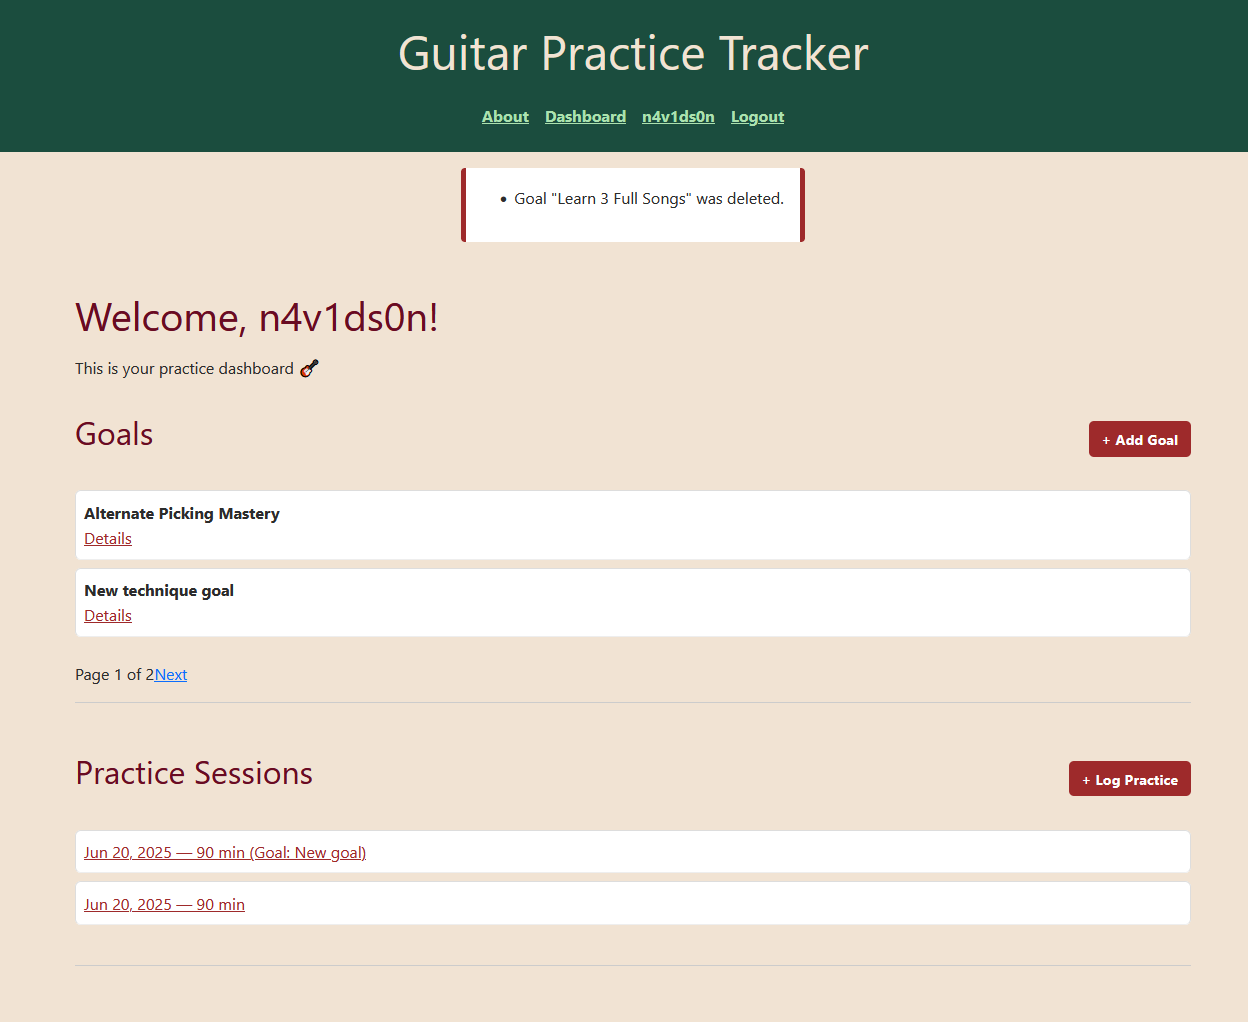 Guitar Practice Tracker
About Dashboard n4v1ds0n Logout
• Goal "Learn 3 Full Songs" was deleted.
Welcome, n4v1ds0n!
This is your practice dashboard 🎸
Goals
+ Add Goal
Alternate Picking Mastery
Details
New technique goal
Details
Page 1 of 2Next
Practice Sessions
+ Log Practice
Jun 20, 2025 — 90 min (Goal: New goal)
Jun 20, 2025 — 90 min